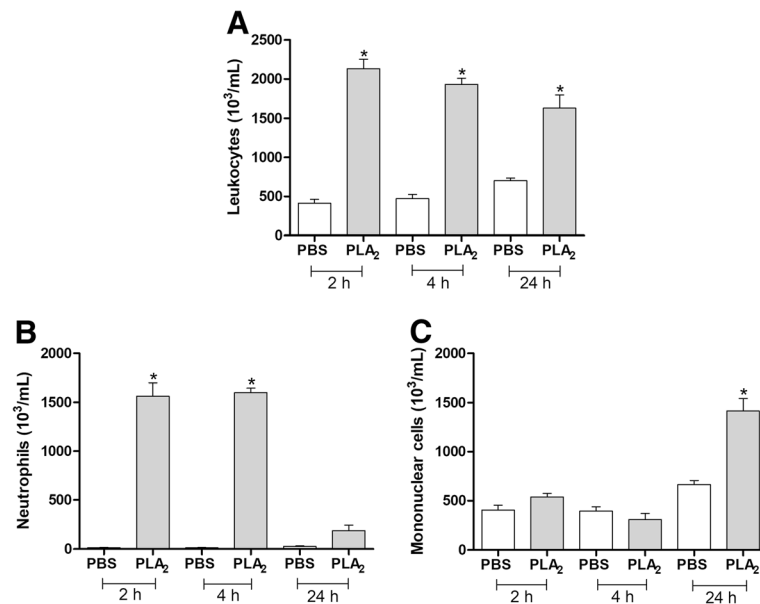 A
Leukocytes (10³/mL)
2500
2000
1500
1000
500
0
* * *
PBS PLA₂ PBS PLA₂ PBS PLA₂
2 h 4 h 24 h
B
Neutrophils (10³/mL)
2000
1500
1000
500
0
* *
PBS PLA₂ PBS PLA₂ PBS PLA₂
2 h 4 h 24 h
C
Mononuclear cells (10³/mL)
2000
1500
1000
500
0
*
PBS PLA₂ PBS PLA₂ PBS PLA₂
2 h 4 h 24 h